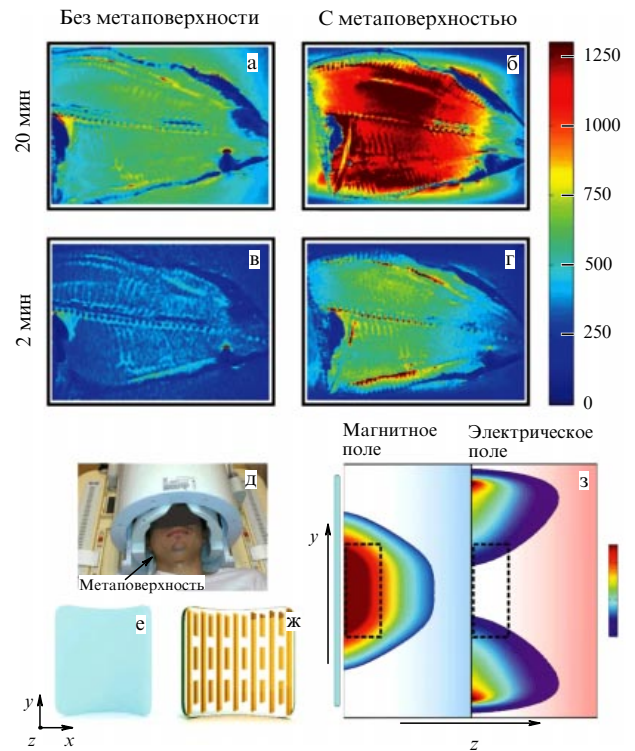 Без метаповерхности
С метаповерхностью
20 мин
а
б
1250
1000
750
500
250
0
2 мин
в
г
Магнитное
поле
Электрическое
поле
д
Метаповерхность
з
y
е
ж
y
z
x
z